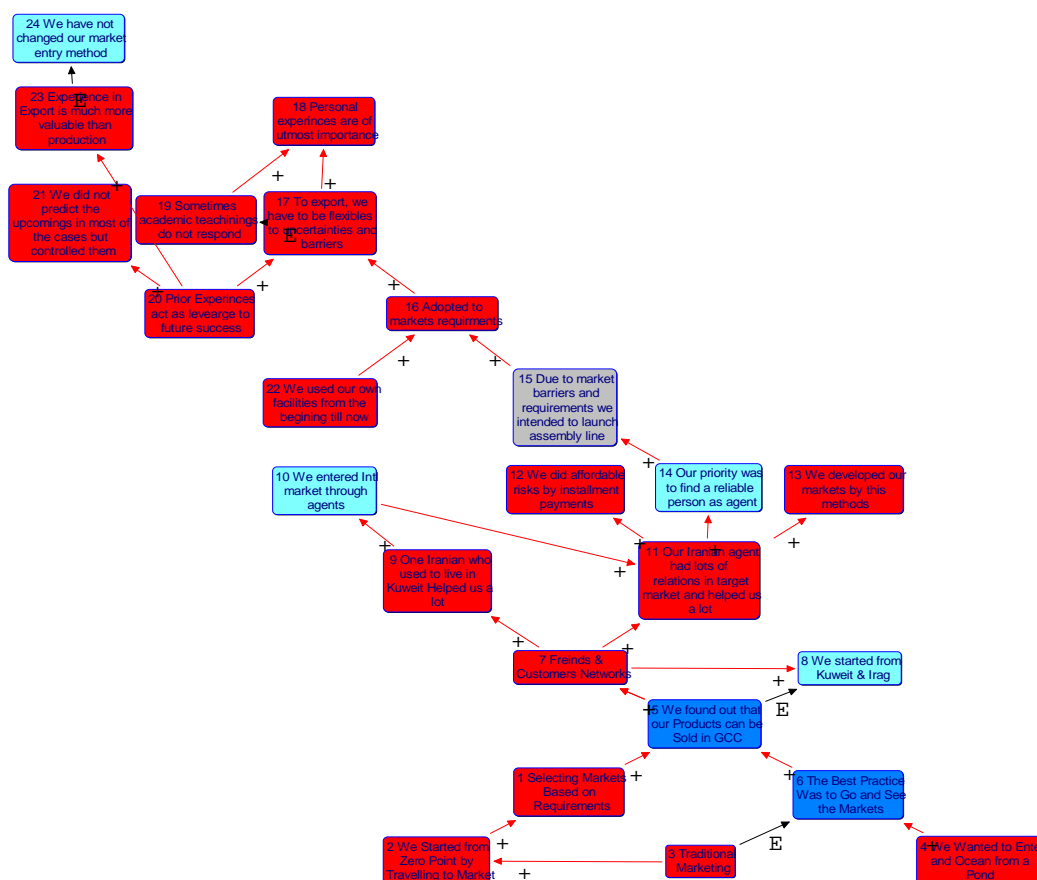 24 We have not
changed our market
entry method
E
23 Experience in
Export is much more
valuable than
production
18 Personal
experinces are of
utmost importance
+
+
+
21 We did not
predict the
upcomings in most of
the cases but
controlled them
19 Sometimes
academic teachinings
do not respond
E
17 To export, we
have to be flexibles
to uncertainties and
barriers
+
+
+
20 Prior Experinces
act as levearge to
future success
16 Adopted to
markets requirments
+
+
22 We used our own
facilities from the
begining till now
15 Due to market
barriers and
requirements we
intended to launch
assembly line
+
10 We entered Intl
market through
agents
12 We did affordable
risks by installment
payments
14 Our priority was
to find a reliable
person as agent
13 We developed our
markets by this
methods
+
+
+
+
+
9 One Iranian who
used to live in
Kuweit Helped us a
lot
11 Our Iranian agent
had lots of
relations in target
market and helped us
a lot
+
+
7 Freinds &
Customers Networks
+
8 We started from
Kuweit & Irag
+
5 We found out that
our Products can be
Sold in GCC
E
+
+
1 Selecting Markets
Based on
Requirements
6 The Best Practice
Was to Go and See
the Markets
+
E
+
2 We Started from
Zero Point by
Travelling to Market
+
3 Traditional
Marketing
4 We Wanted to Ente
and Ocean from a
Pond